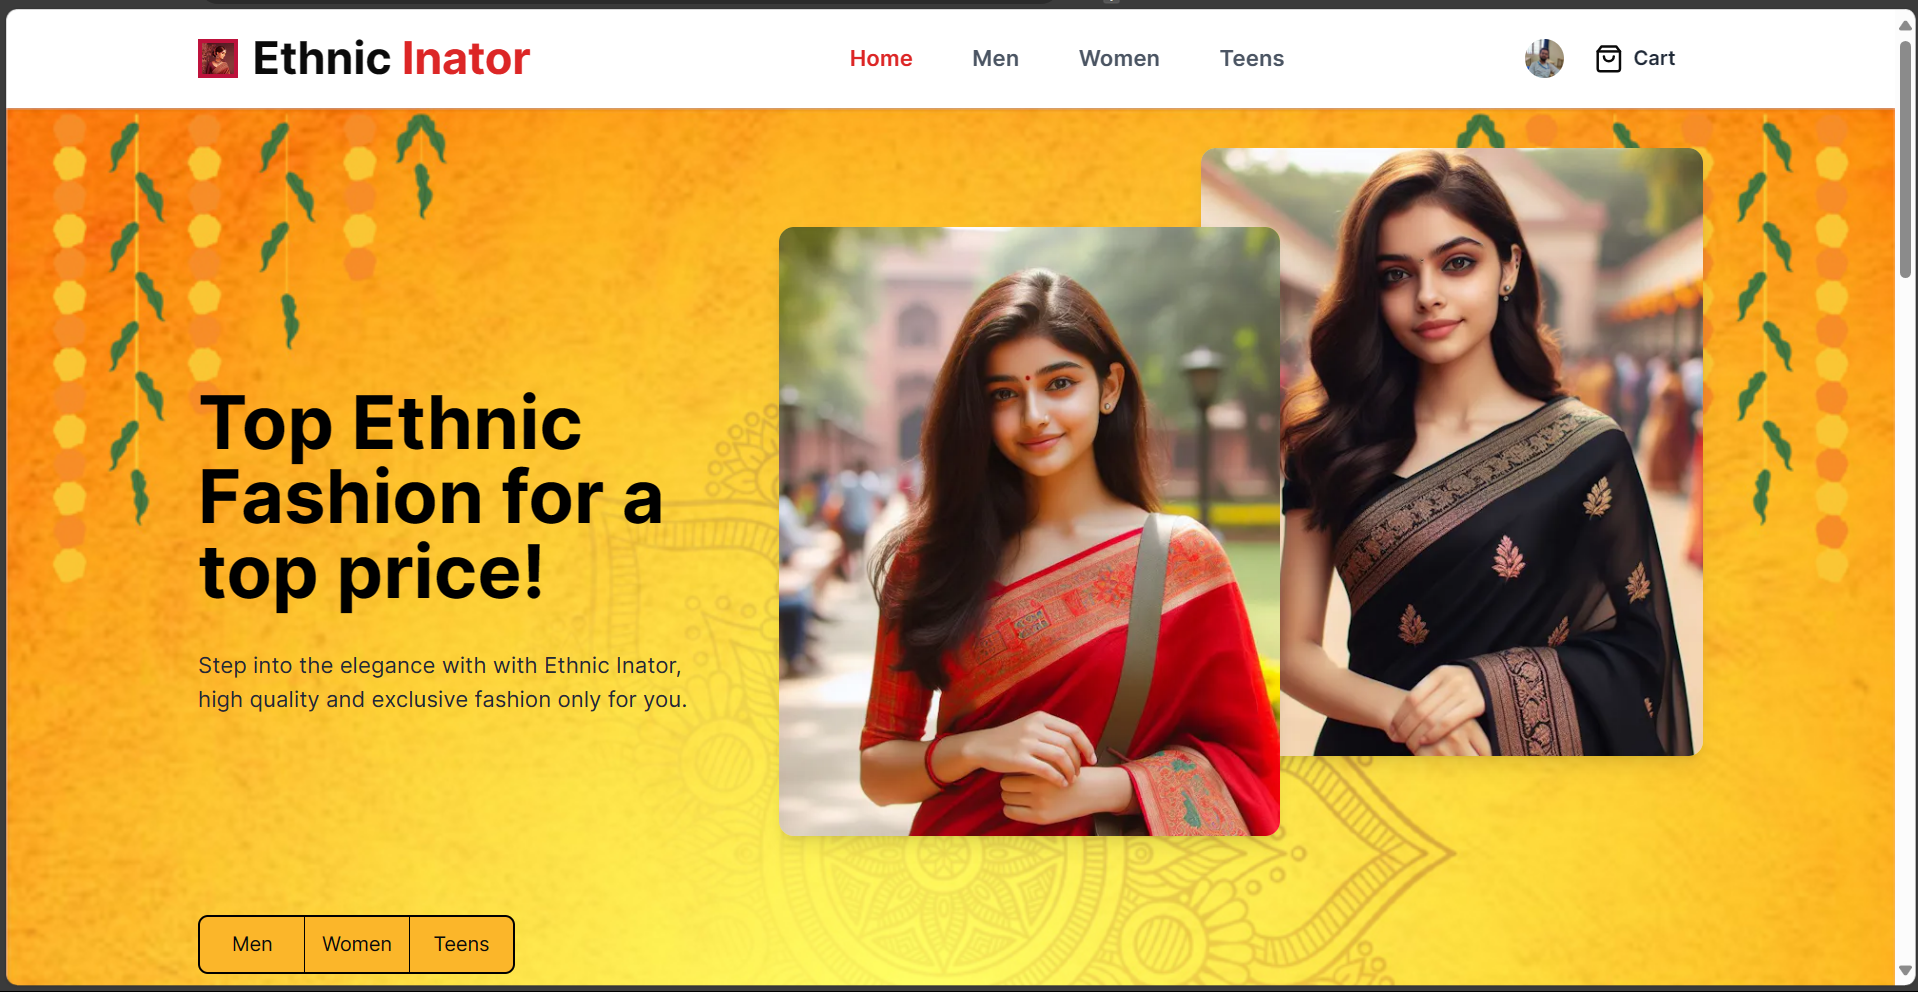 Ethnic Inator
Home Men Women Teens
Cart
Top Ethnic
Fashion for a
top price!
Step into the elegance with with Ethnic Inator,
high quality and exclusive fashion only for you.
Men Women Teens